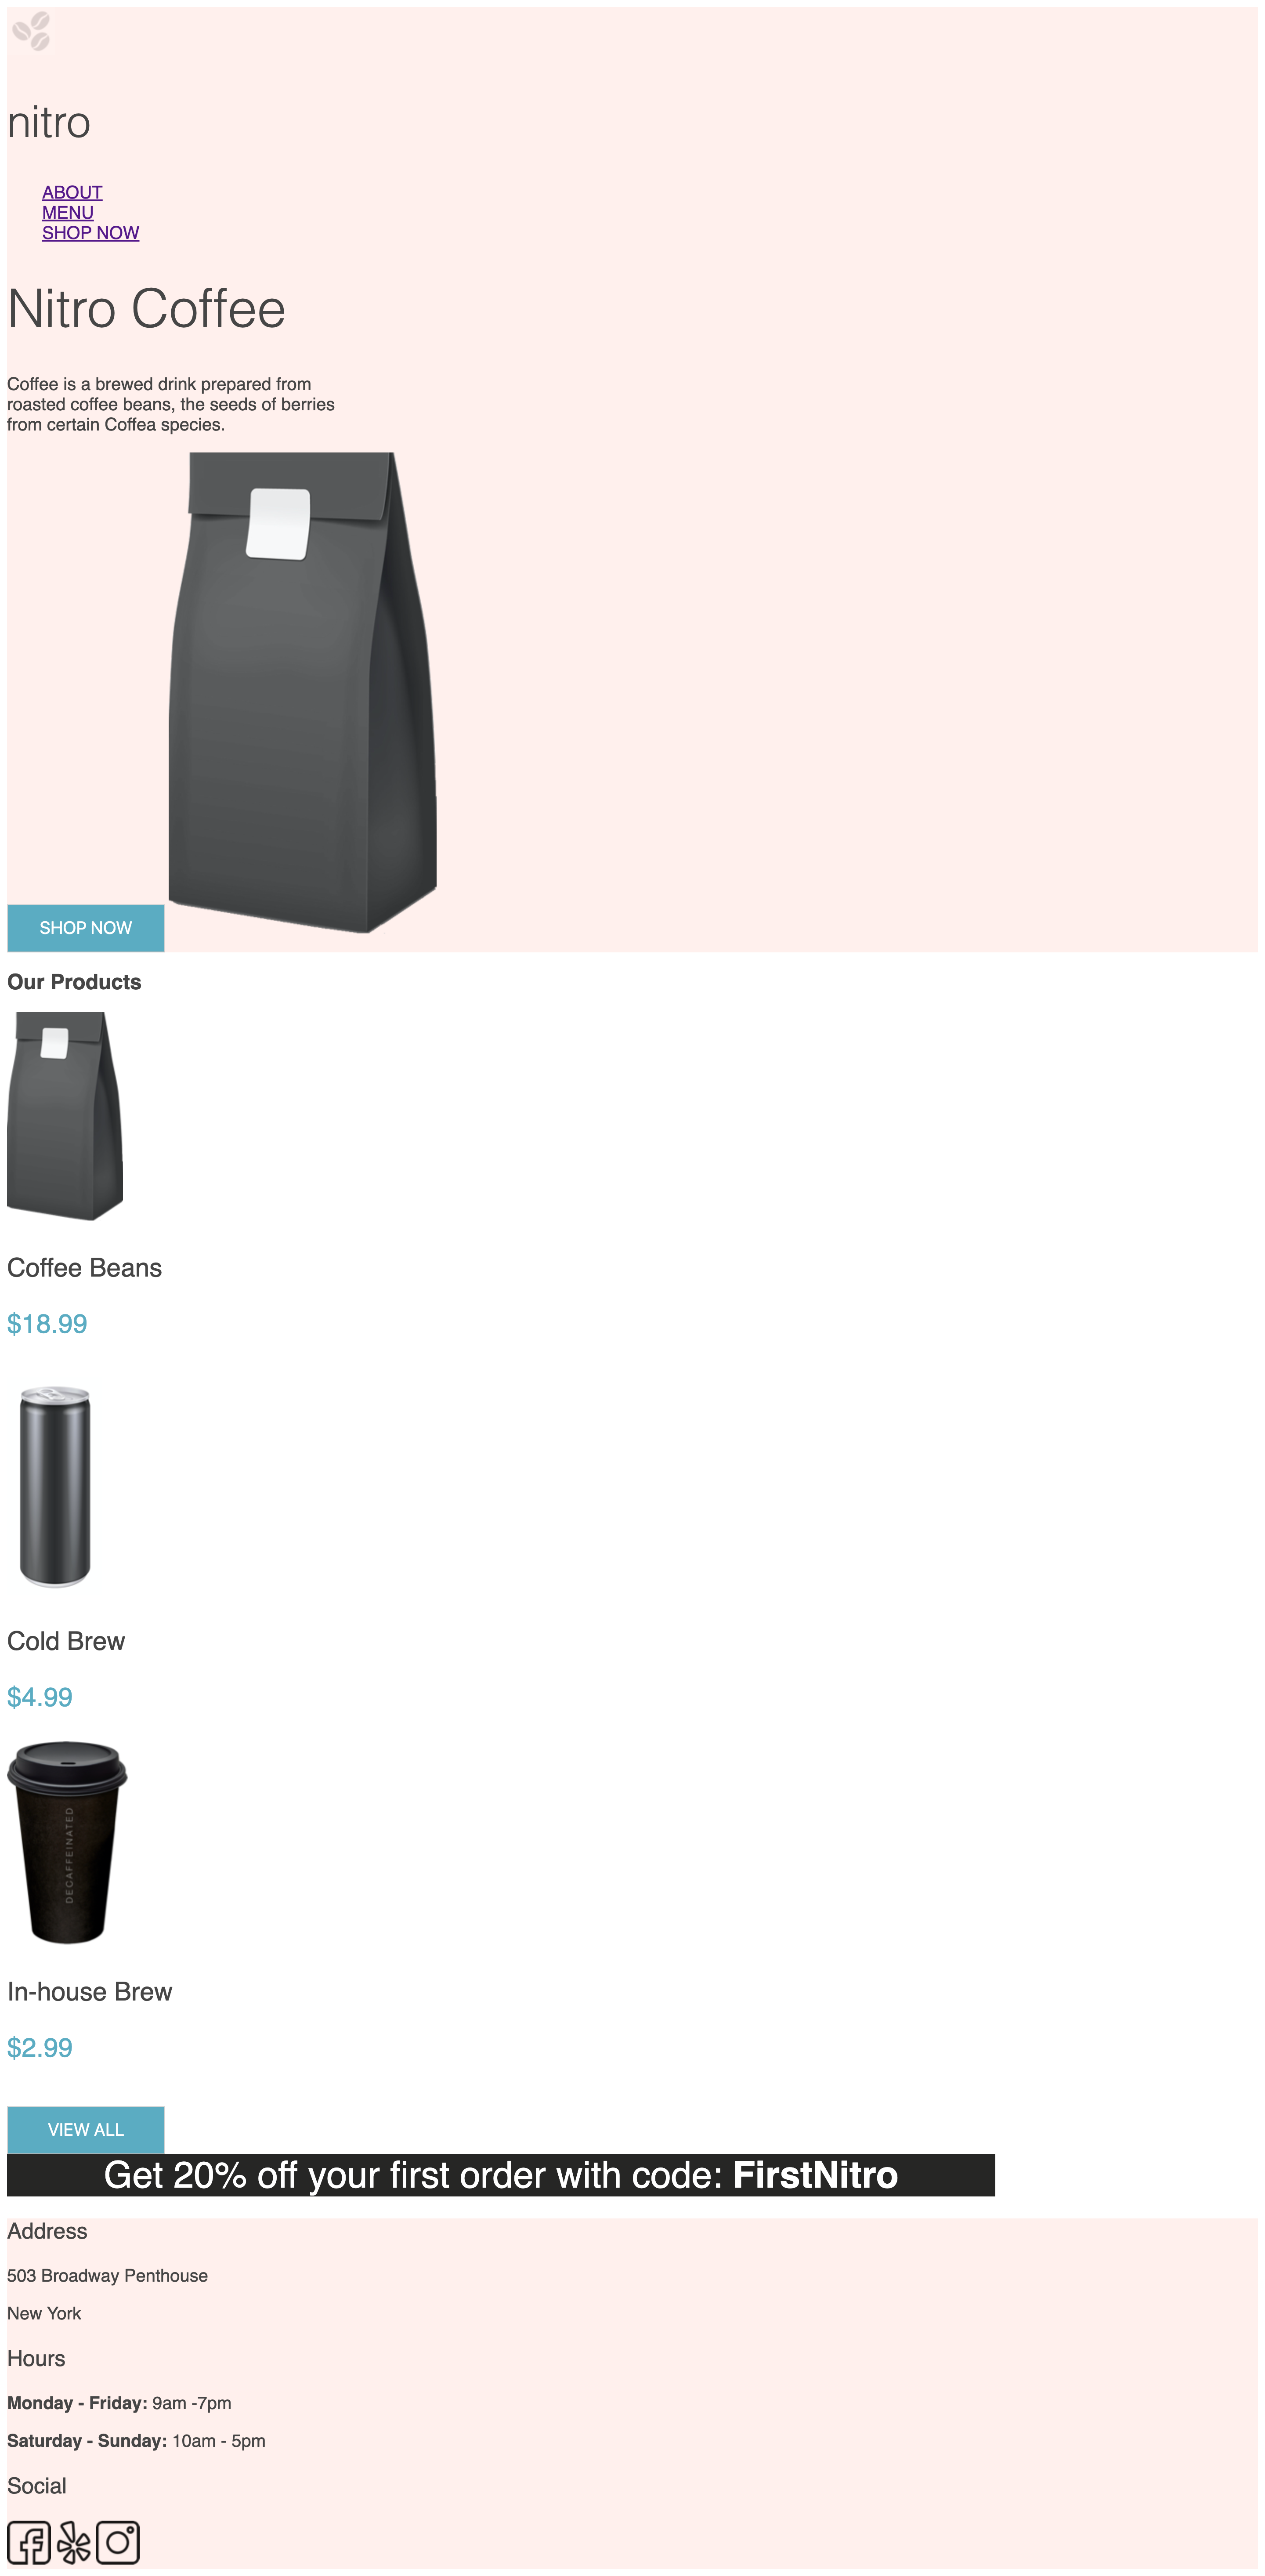 nitro
ABOUT
MENU
SHOP NOW
Nitro Coffee
Coffee is a brewed drink prepared from
roasted coffee beans, the seeds of berries
from certain Coffea species.
SHOP NOW
Our Products
Coffee Beans
$18.99
Cold Brew
$4.99
DECAFFEINATED
In-house Brew
$2.99
VIEW ALL
Get 20% off your first order with code: FirstNitro
Address
503 Broadway Penthouse
New York
Hours
Monday - Friday: 9am -7pm
Saturday - Sunday: 10am - 5pm
Social